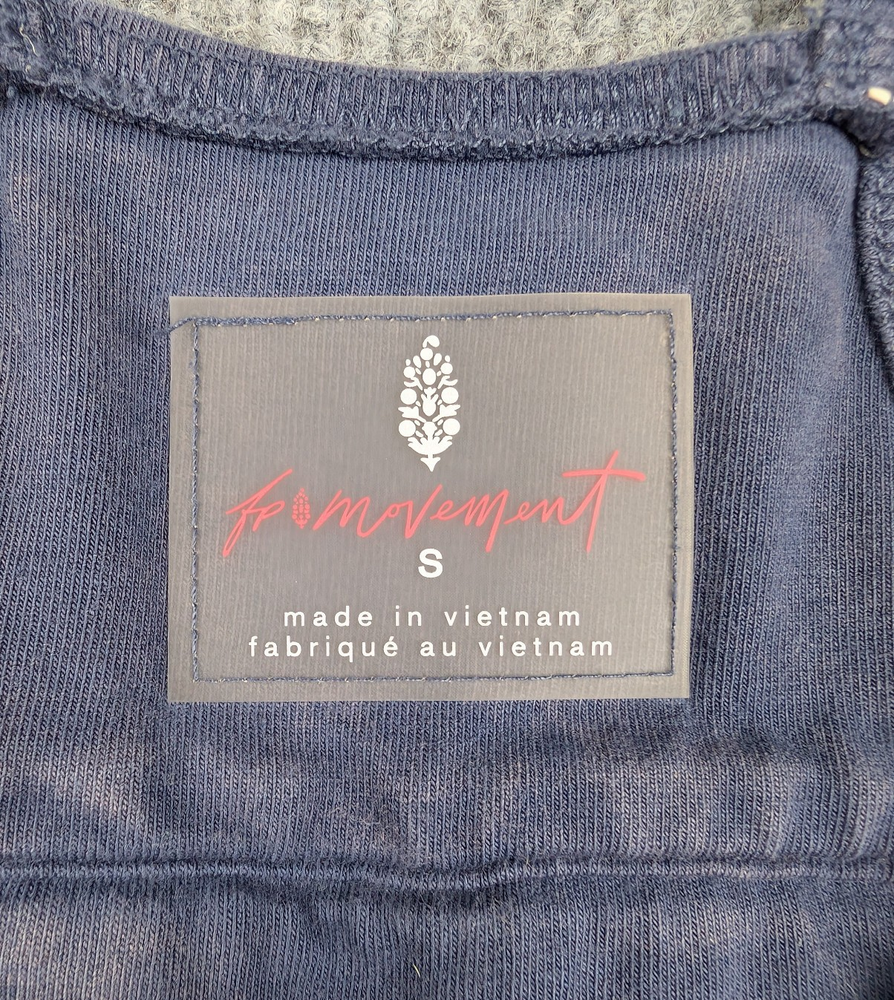 fp movement
S
made in vietnam
fabriqué au vietnam